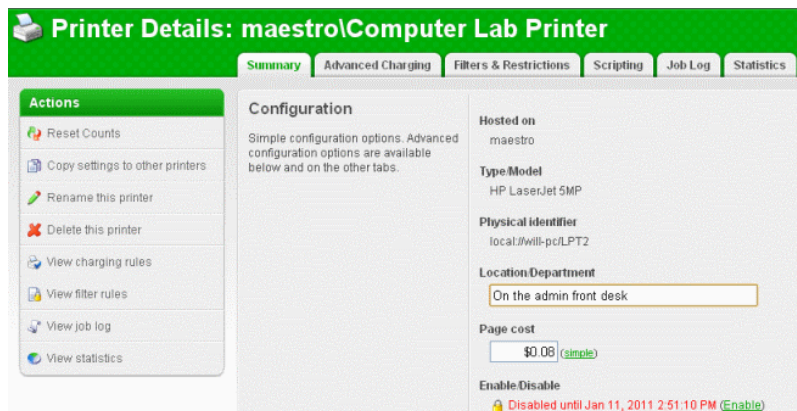 Printer Details: maestro\Computer Lab Printer
Summary
Advanced Charging
Filters & Restrictions
Scripting
Job Log
Statistics
Actions
Reset Counts
Copy settings to other printers
Rename this printer
Delete this printer
View charging rules
View filter rules
View job log
View statistics
Configuration
Simple configuration options. Advanced
configuration options are available
below and on the other tabs.
Hosted on
maestro
Type/Model
HP LaserJet 5MP
Physical identifier
local://will-pc/LPT2
Location/Department
On the admin front desk
Page cost
$0.08 (simple)
Enable/Disable
Disabled until Jan 11, 2011 2:51:10 PM (Enable)